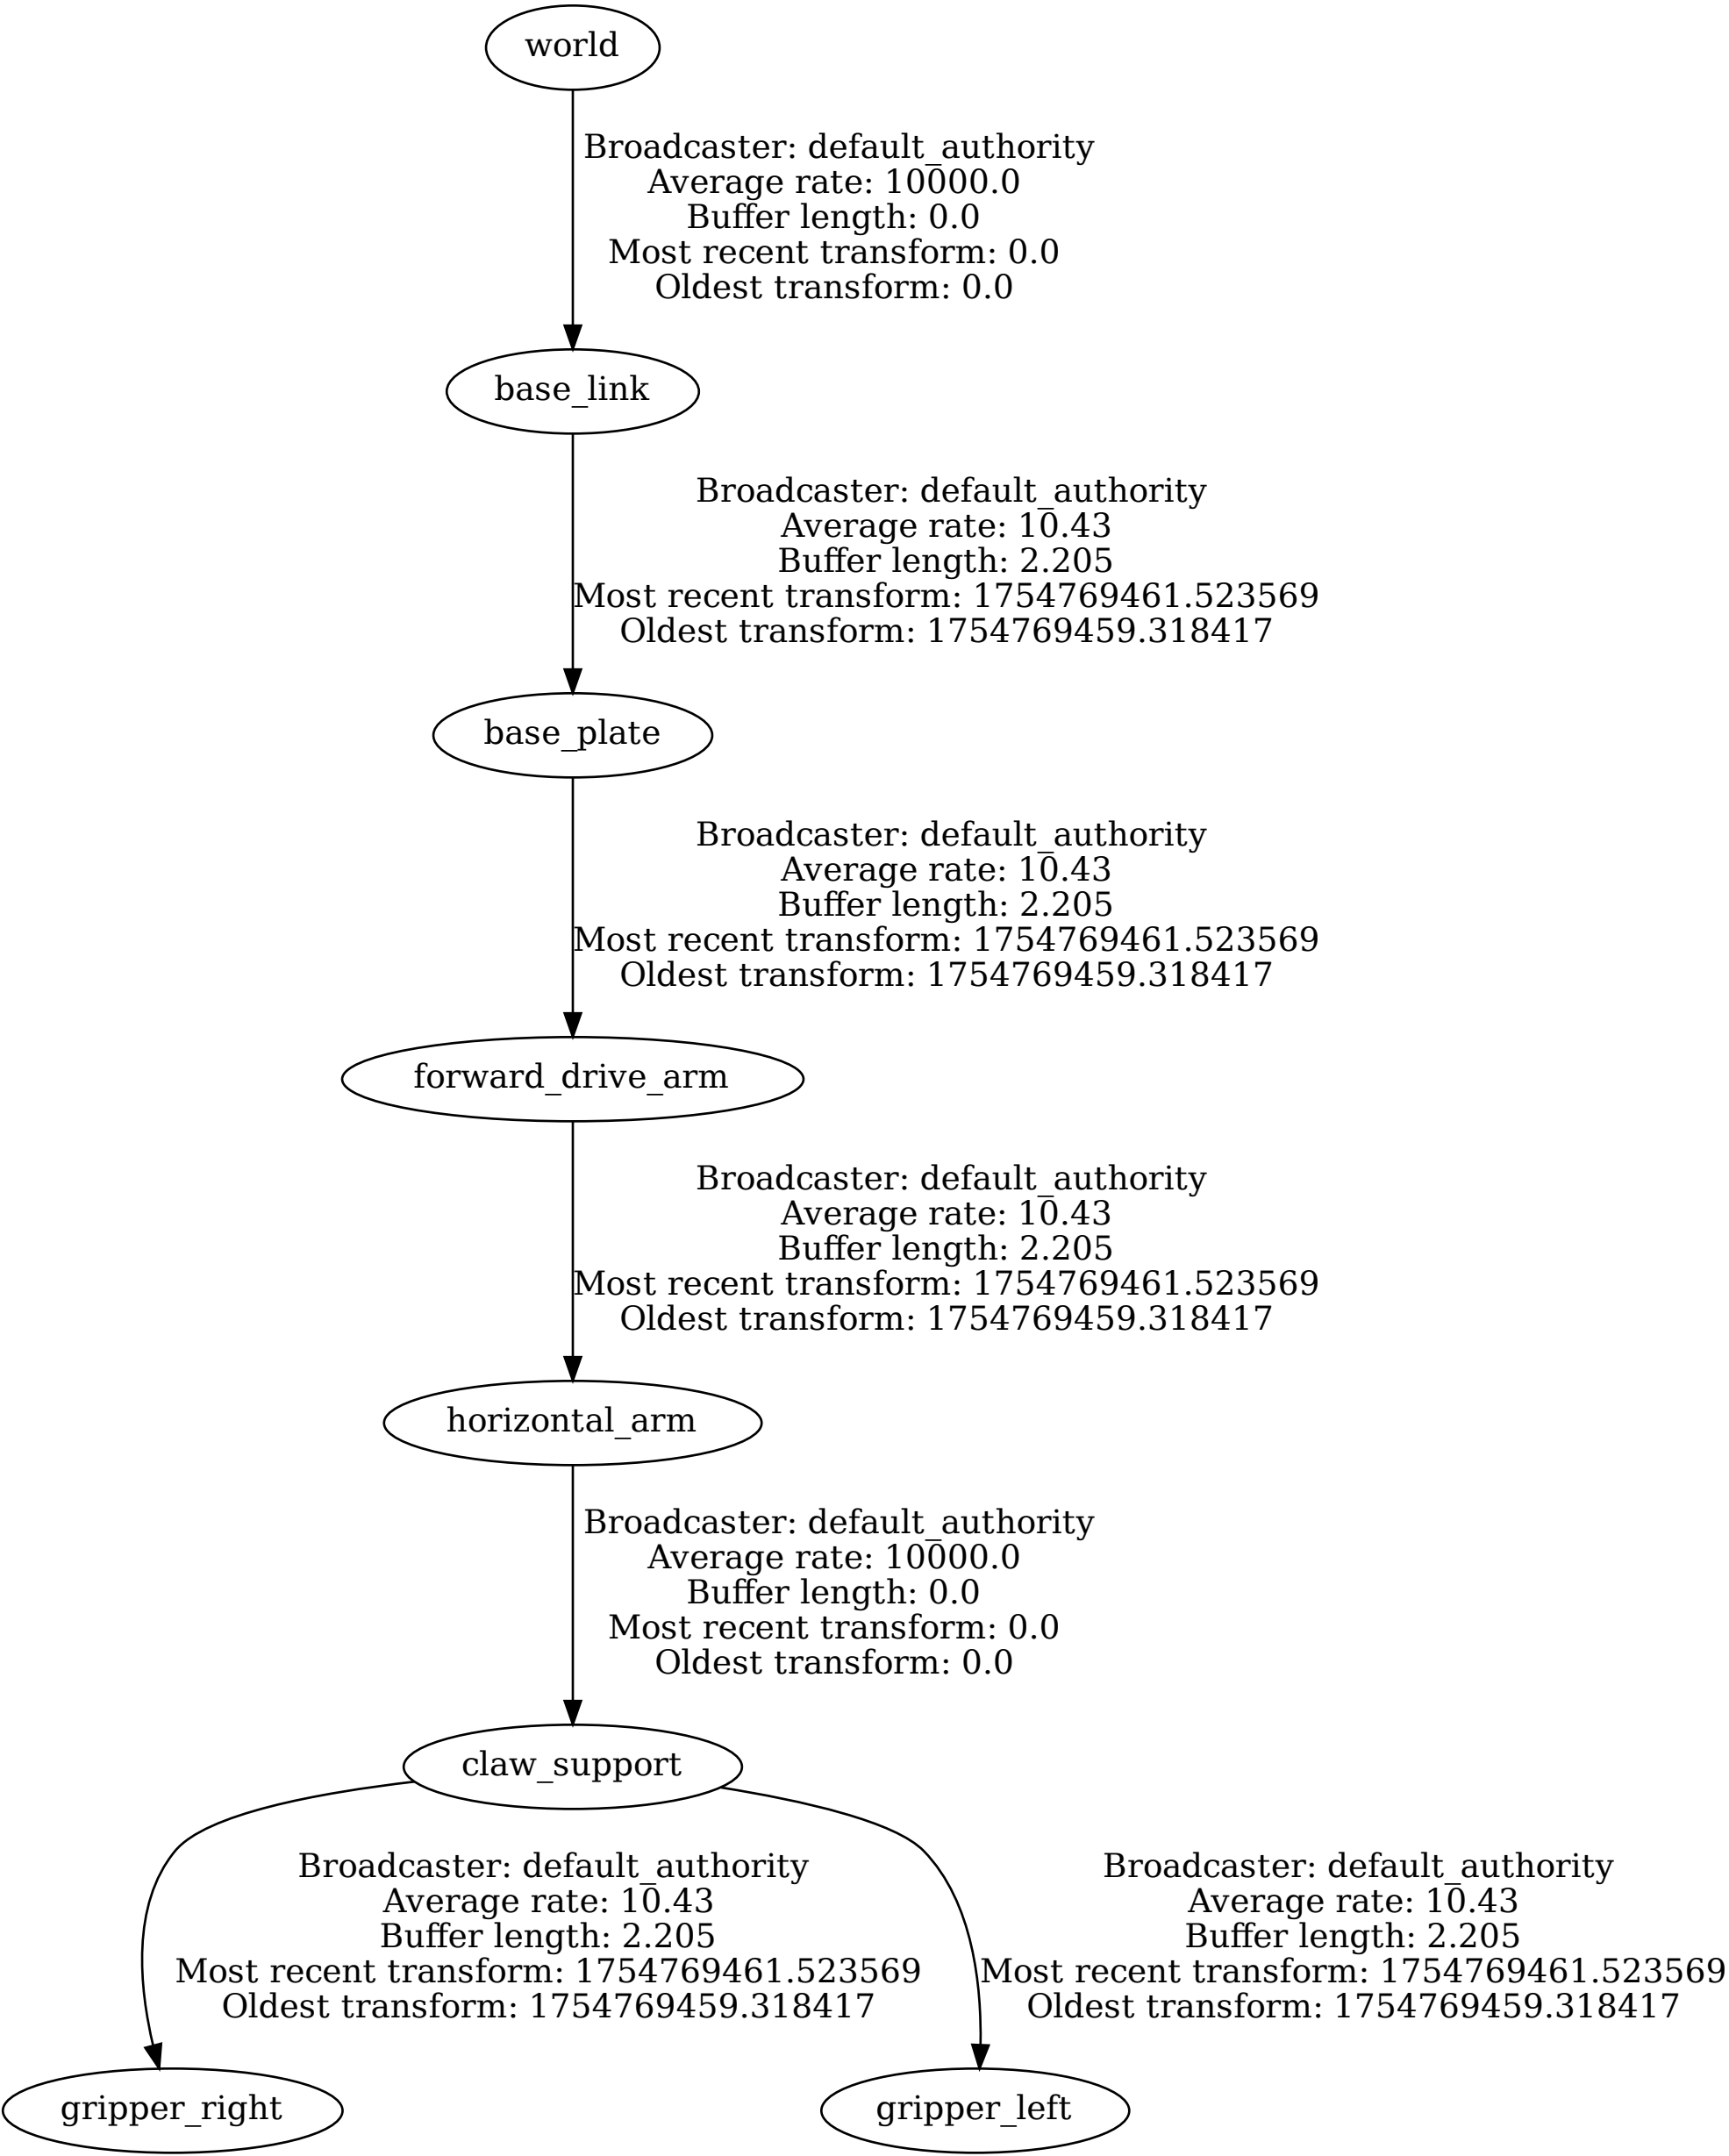 world
Broadcaster: default_authority
Average rate: 10000.0
Buffer length: 0.0
Most recent transform: 0.0
Oldest transform: 0.0
base_link
Broadcaster: default_authority
Average rate: 10.43
Buffer length: 2.205
Most recent transform: 1754769461.523569
Oldest transform: 1754769459.318417
base_plate
Broadcaster: default_authority
Average rate: 10.43
Buffer length: 2.205
Most recent transform: 1754769461.523569
Oldest transform: 1754769459.318417
forward_drive_arm
Broadcaster: default_authority
Average rate: 10.43
Buffer length: 2.205
Most recent transform: 1754769461.523569
Oldest transform: 1754769459.318417
horizontal_arm
Broadcaster: default_authority
Average rate: 10000.0
Buffer length: 0.0
Most recent transform: 0.0
Oldest transform: 0.0
claw_support
Broadcaster: default_authority
Average rate: 10.43
Buffer length: 2.205
Most recent transform: 1754769461.523569
Oldest transform: 1754769459.318417
Broadcaster: default_authority
Average rate: 10.43
Buffer length: 2.205
Most recent transform: 1754769461.523569
Oldest transform: 1754769459.318417
gripper_right
gripper_left